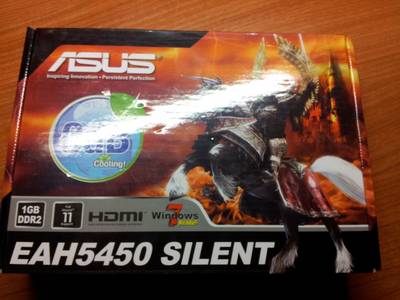 ASUS
Inspiring Innovation • Persistent Perfection
Cooling!
1GB
DDR2
11
HDMI
Windows 7
EAH5450 SILENT